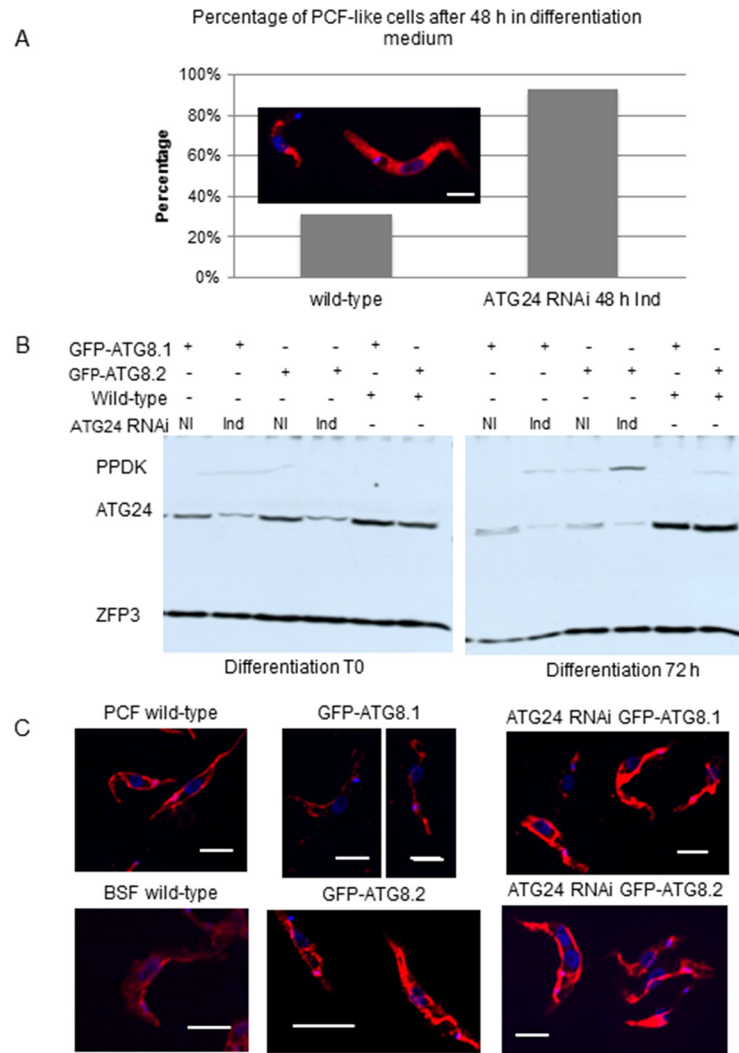 Percentage of PCF-like cells after 48 h in differentiation
medium
A
100%
80%
60%
40%
20%
0%
Percentage
wild-type ATG24 RNAi 48 h Ind
B
GFP-ATG8.1 + + - - + - + + - - + -
GFP-ATG8.2 - - + + - + - - + + - +
Wild-type - - - - + + - - - - + +
ATG24 RNAi NI Ind NI Ind - - NI Ind NI Ind - -
PPDK
ATG24
ZFP3
Differentiation T0 Differentiation 72 h
C
PCF wild-type GFP-ATG8.1 ATG24 RNAi GFP-ATG8.1
BSF wild-type GFP-ATG8.2 ATG24 RNAi GFP-ATG8.2